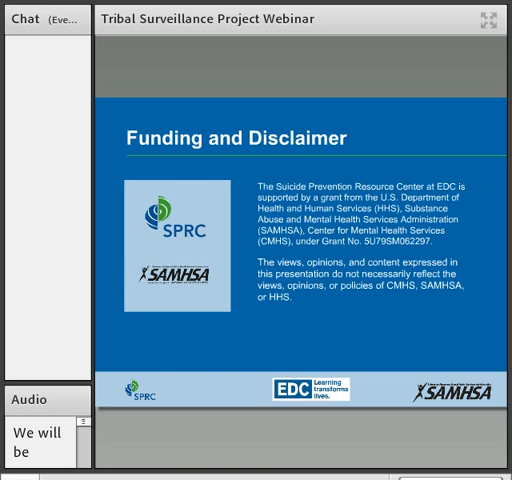 Chat (Eve...
Tribal Surveillance Project Webinar
Funding and Disclaimer
SPRC
SAMHSA
The Suicide Prevention Resource Center at EDC is
supported by a grant from the U.S. Department of
Health and Human Services (HHS), Substance
Abuse and Mental Health Services Administration
(SAMHSA), Center for Mental Health Services
(CMHS), under Grant No. 5U79SM062297.
The views, opinions, and content expressed in
this presentation do not necessarily reflect the
views, opinions, or policies of CMHS, SAMHSA,
or HHS.
SPRC
EDC Learning
transforms
lives.
SAMHSA
Audio
We will
be